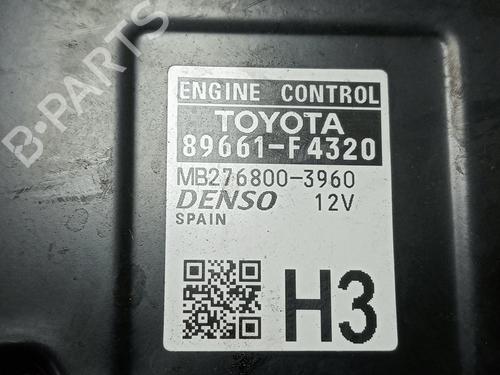 B-PARTS
ENGINE CONTROL
TOYOTA
89661-F4320
MB276800-3960
DENSO 12V
SPAIN
H3